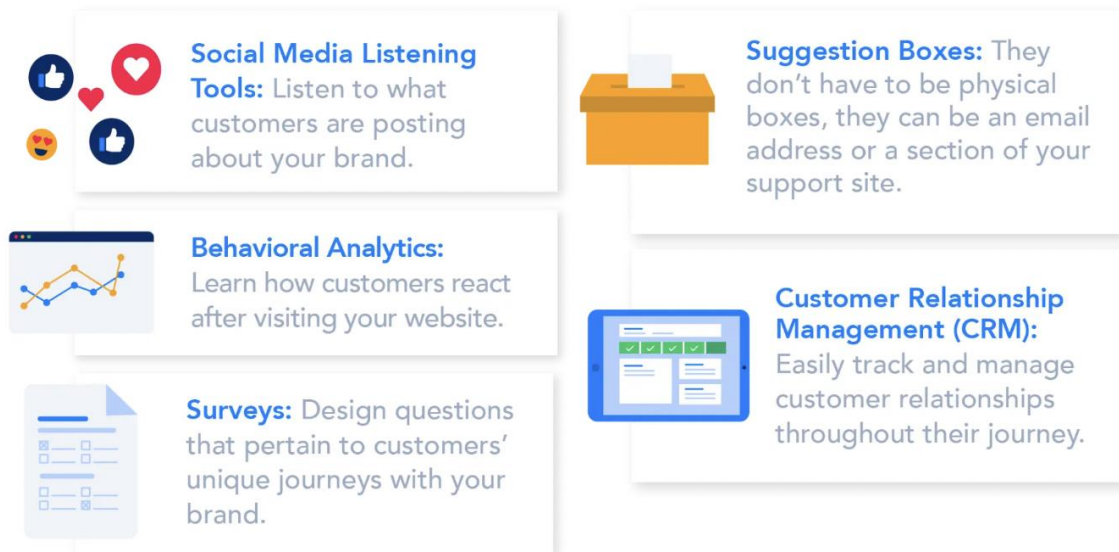 Social Media Listening
Tools: Listen to what
customers are posting
about your brand.
Behavioral Analytics:
Learn how customers react
after visiting your website.
Surveys: Design questions
that pertain to customers’
unique journeys with your
brand.
Suggestion Boxes: They
don’t have to be physical
boxes, they can be an email
address or a section of your
support site.
Customer Relationship
Management (CRM):
Easily track and manage
customer relationships
throughout their journey.